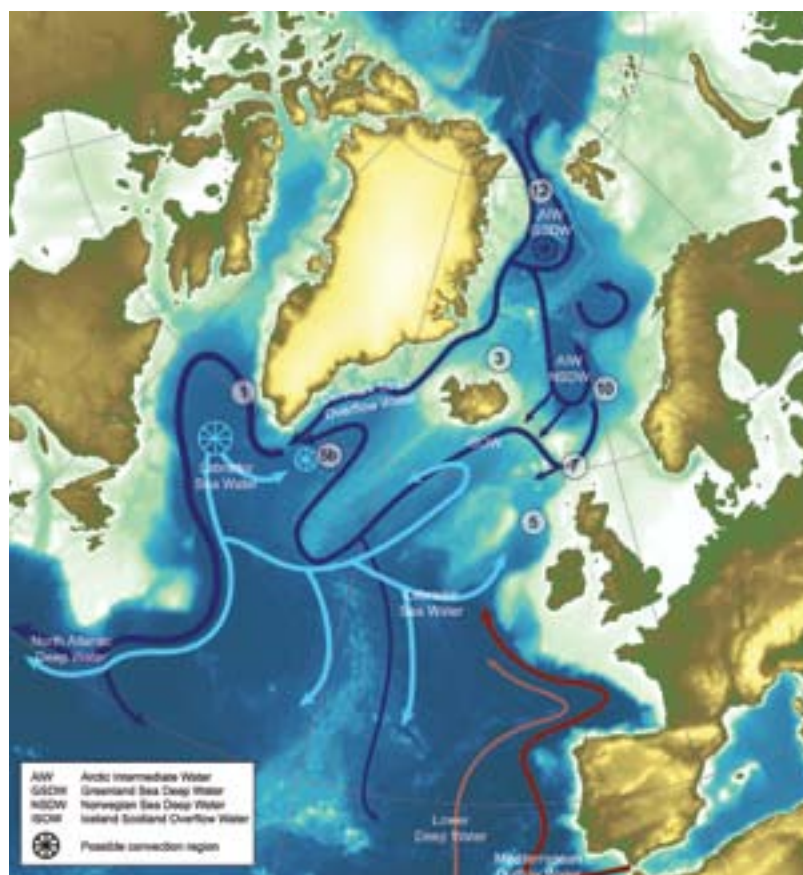 12
AIW
GSDW
3
AIW
NSDW
10
1
Overflow Water
ISOW
5b
7
Labrador
Sea Water
5
Labrador
Sea Water
North Atlantic
Deep Water
Lower
Deep Water
Mediterranean
AIW Arctic Intermediate Water
GSDW Greenland Sea Deep Water
NSDW Norwegian Sea Deep Water
ISOW Iceland Scotland Overflow Water
Possible convection region